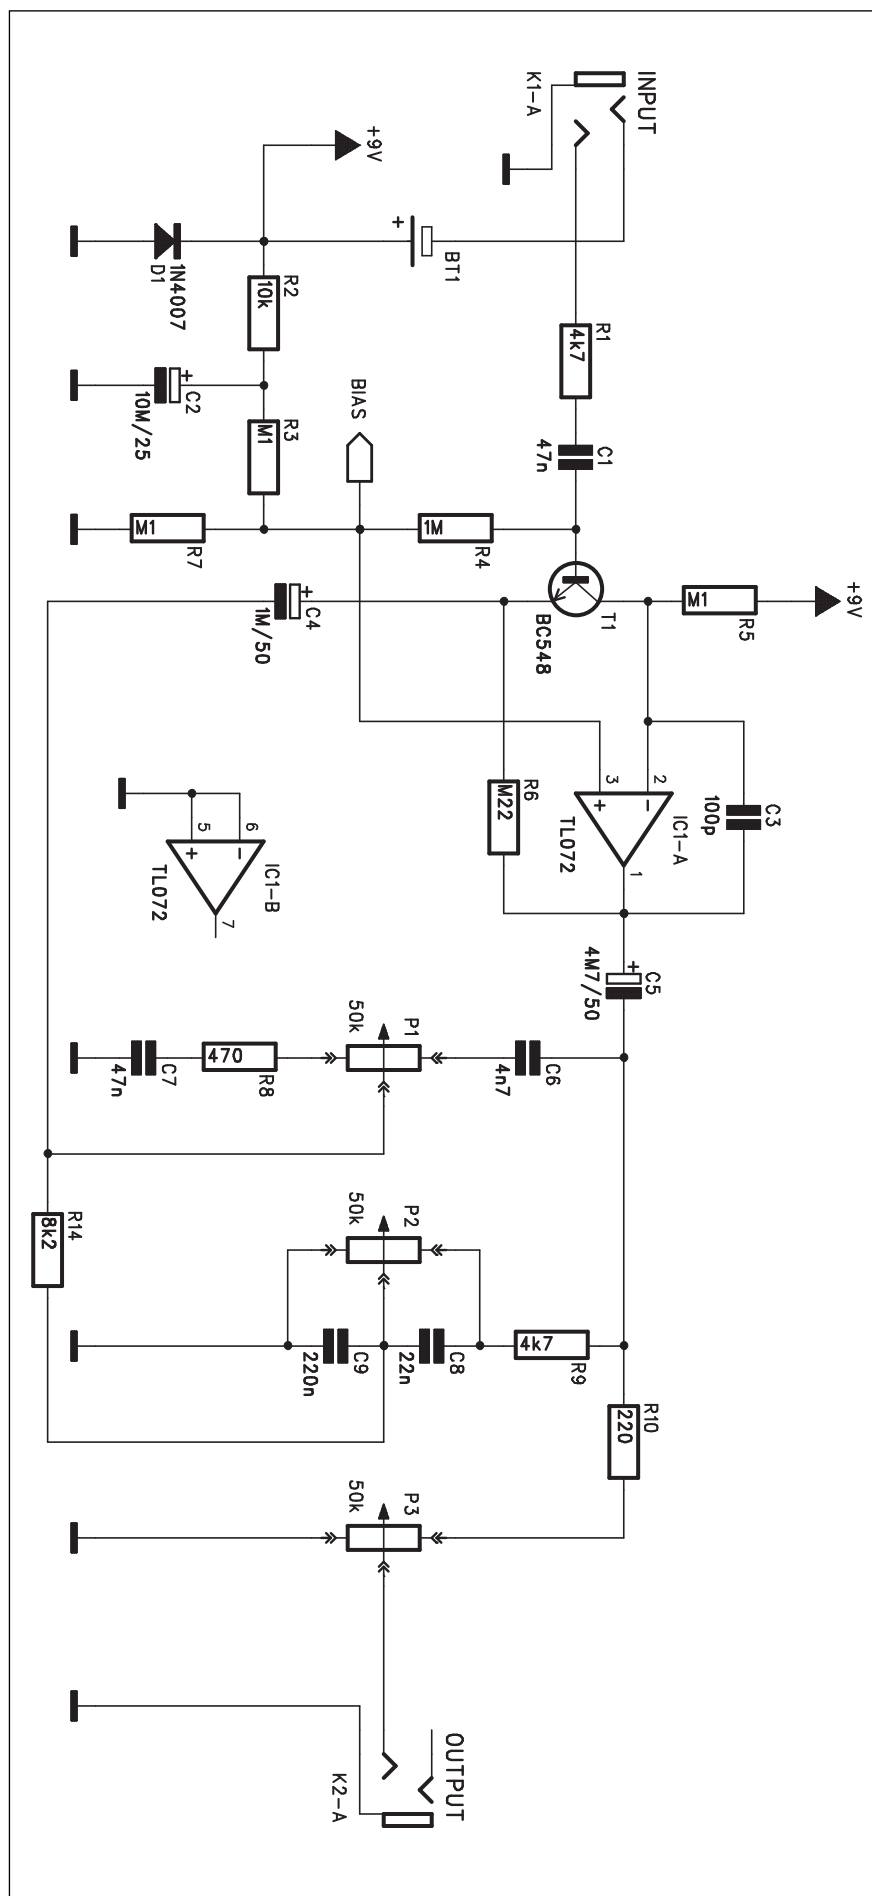 INPUT
K1-A
+9V
BT1
+
1N4007
D1
R2
10k
+
C2
10M/25
R1
4k7
C1
47n
BIAS
R3
M1
M1
R7
1M
R4
T1
BC548
+9V
M1
R5
+
C4
1M/50
3
2
+
-
IC1-A
TL072
1
C3
100p
R6
M22
5
6
+
-
IC1-B
TL072
7
+
C5
4M7/50
P1
50k
C6
4n7
470
R8
C7
47n
R14
8k2
P2
50k
C9
220n
C8
22n
4k7
R9
R10
220
P3
50k
OUTPUT
K2-A